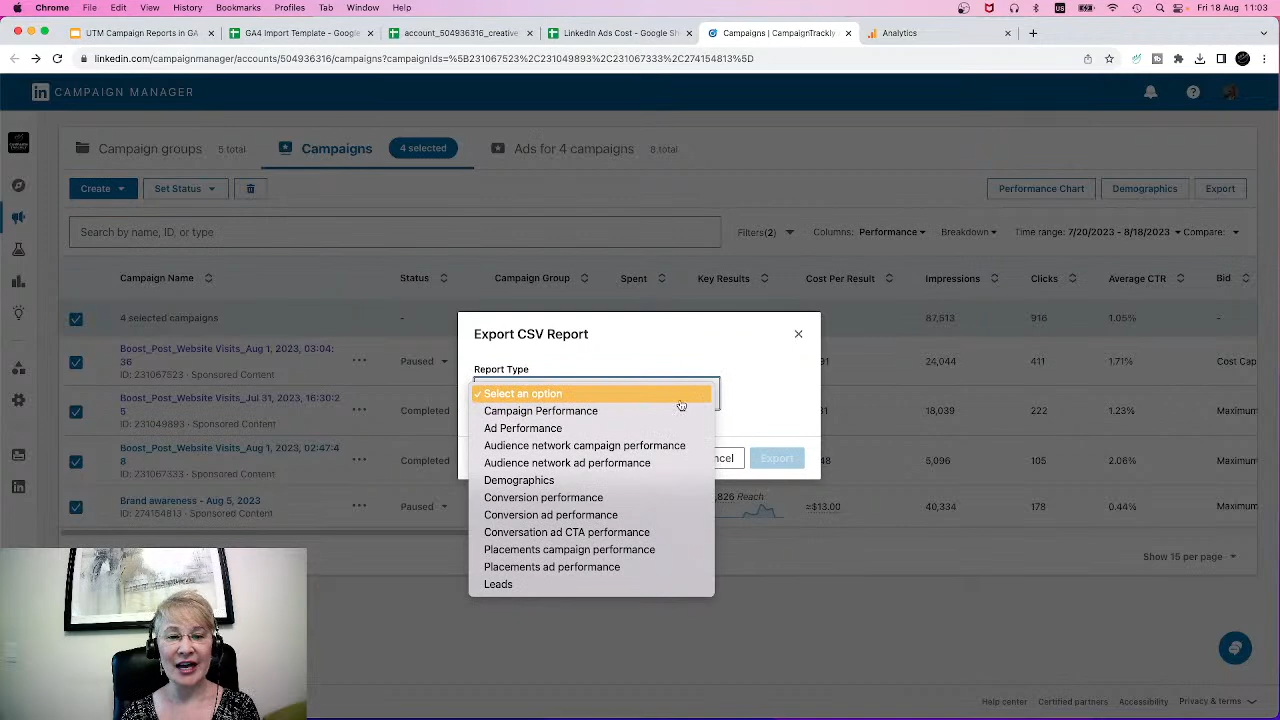 Chrome File Edit View History Bookmarks Profiles Tab Window Help Fri 18 Aug 11:03
UTM Campaign Reports in GA
GA4 Import Template - Google
account_504936316_creative
LinkedIn Ads Cost - Google She
Campaigns | CampaignTrackly
Analytics
linkedin.com/campaignmanager/accounts/504936316/campaigns?campaignIds=%5B231067523%2C231049893%2C231067333%2C274154813%5D
in CAMPAIGN MANAGER
Campaign groups 5 total Campaigns 4 selected Ads for 4 campaigns 8 total
Create Set Status Performance Chart Demographics Export
Search by name, ID, or type Filters(2) Columns: Performance Breakdown Time range: 7/20/2023 - 8/18/2023 Compare:
Campaign Name Status Campaign Group Spent Key Results Cost Per Result Impressions Clicks Average CTR Bid
4 selected campaigns - 87,513 916 1.05% -
Boost_Post_Website Visits_Aug 1, 2023, 03:04:
36
ID: 231067523 - Sponsored Content
Paused 91 24,044 411 1.71% Cost Cap
Boost_Post_Website Visits_Jul 31, 2023, 16:30:2
5
ID: 231049893 - Sponsored Content
Completed 31 18,039 222 1.23% Maximum
Boost_Post_Website Visits_Aug 1, 2023, 02:47:4
8
ID: 231067333 - Sponsored Content
Completed 48 5,096 105 2.06% Maximum
Brand awareness - Aug 5, 2023
ID: 274154813 - Sponsored Content
Paused ,826 Reach ≈$13.00 40,334 178 0.44% Maximum
Show 15 per page
Export CSV Report
Report Type
✓ Select an option
Campaign Performance
Ad Performance
Audience network campaign performance
Audience network ad performance
Demographics
Conversion performance
Conversion ad performance
Conversation ad CTA performance
Placements campaign performance
Placements ad performance
Leads
ncel Export
Help center Certified partners Accessibility Privacy & terms